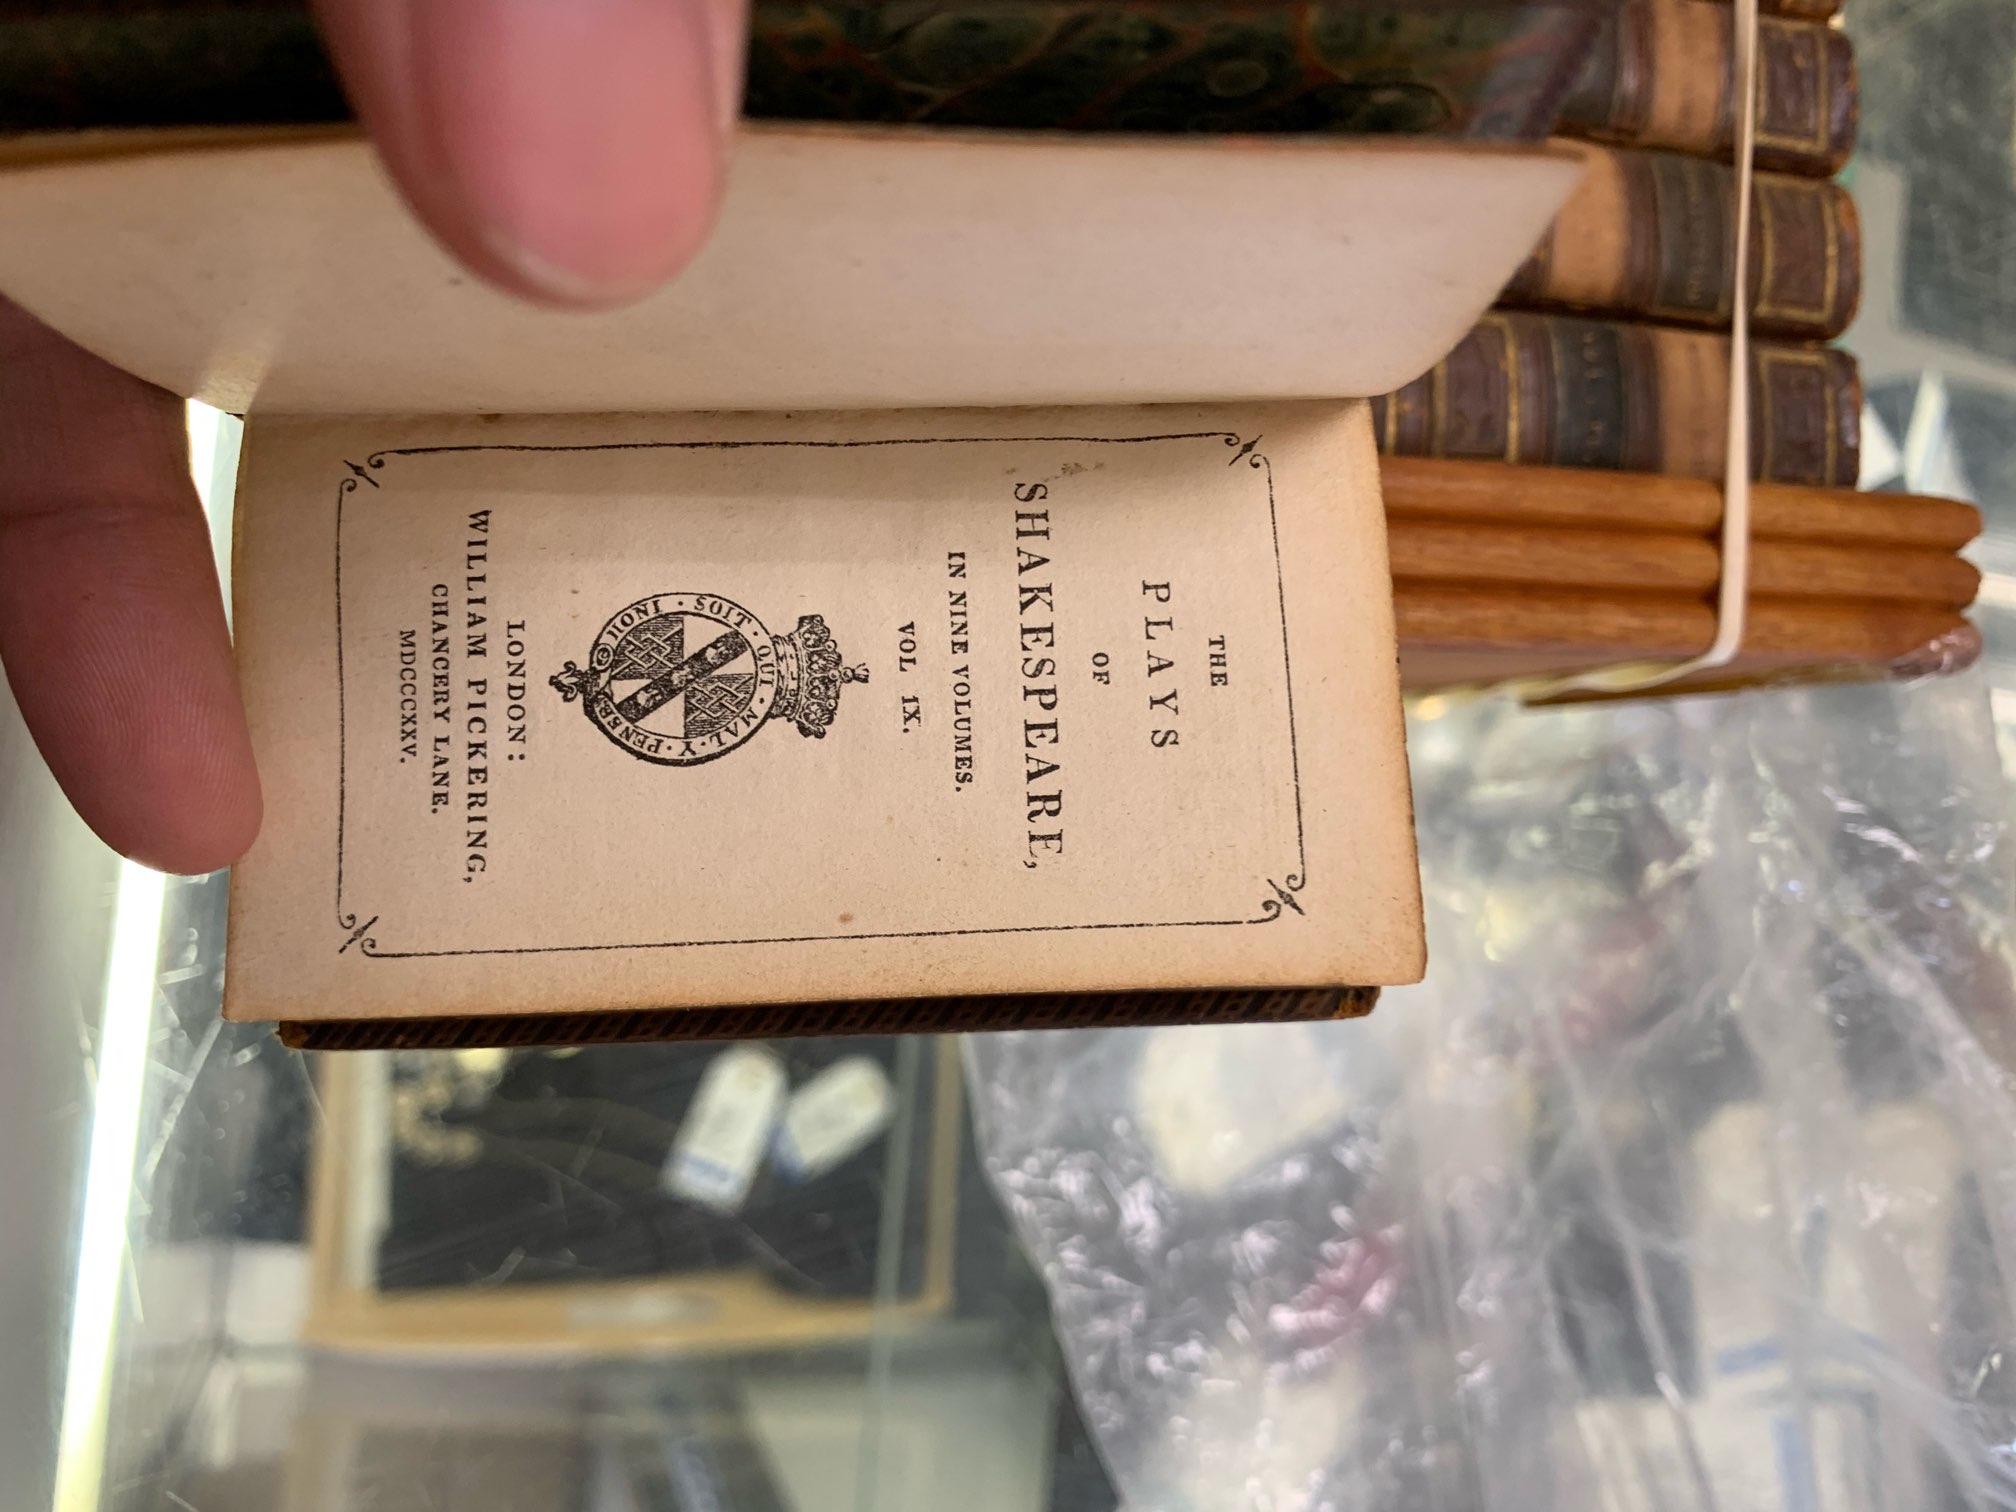 THE
PLAYS
OF
SHAKESPEARE,
IN NINE VOLUMES.
VOL IX.
HONI · SOIT · QUI · MAL · Y · PENSE
LONDON:
WILLIAM PICKERING,
CHANCERY LANE.
MDCCCXXV.